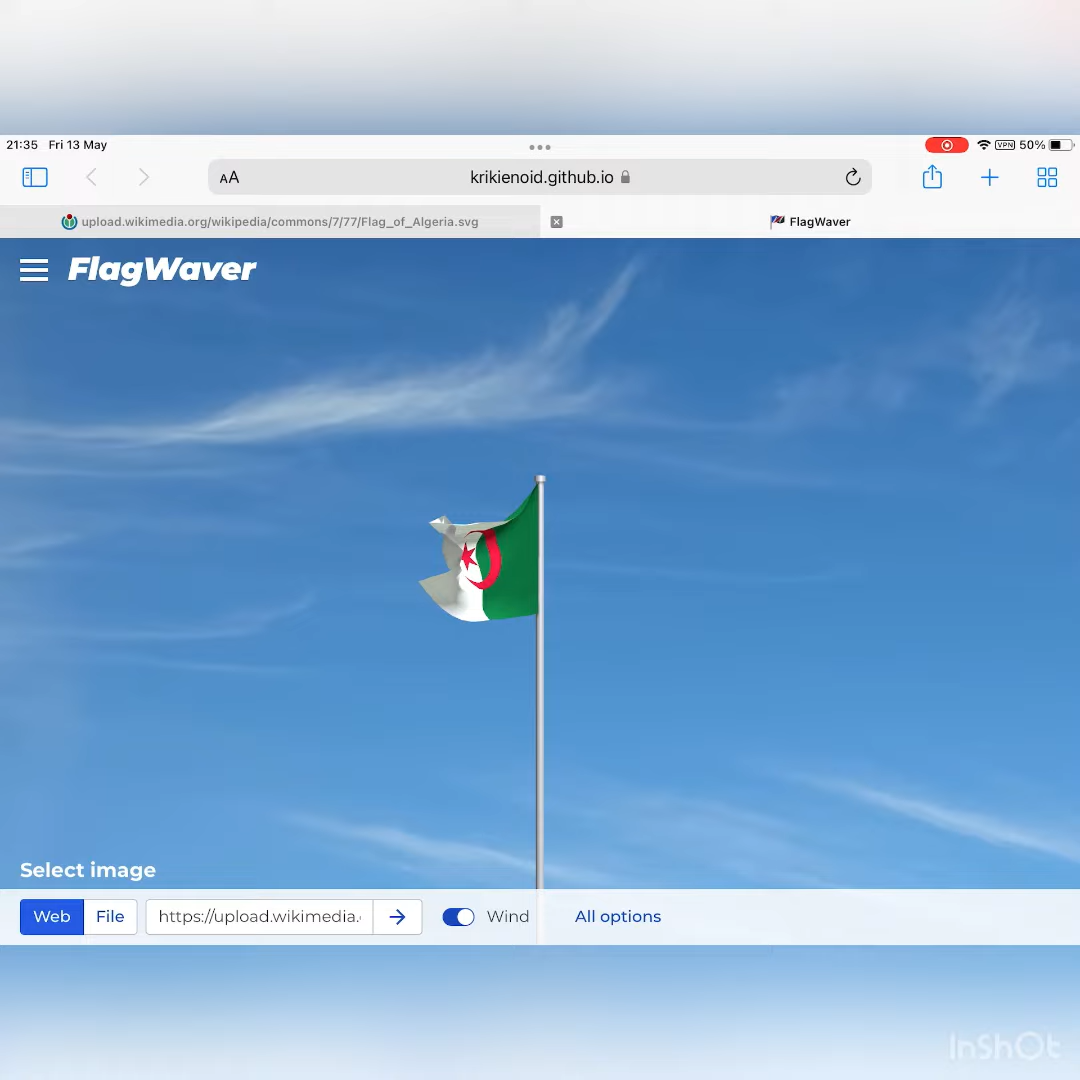 21:35 Fri 13 May
VPN 50%
AA krikienoid.github.io
upload.wikimedia.org/wikipedia/commons/7/77/Flag_of_Algeria.svg
FlagWaver
FlagWaver
Select image
Web File https://upload.wikimedia. Wind All options
InShOt